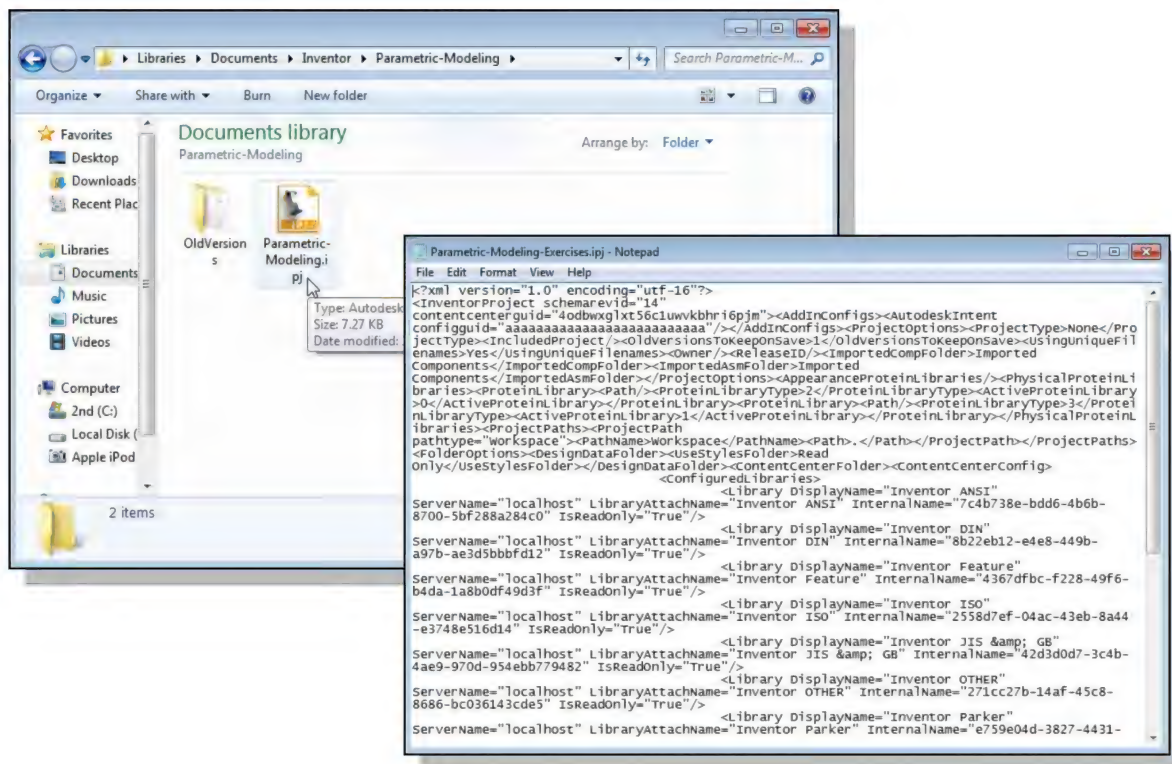 Libraries ▸ Documents ▸ Inventor ▸ Parametric-Modeling ▸
Search Parametric-M...
Organize Share with Burn New folder
Favorites
Desktop
Downloads
Recent Plac
Libraries
Documents
Music
Pictures
Videos
Computer
2nd (C:)
Local Disk (
Apple iPod
Documents library
Parametric-Modeling
Arrange by: Folder
OldVersion
s
Parametric-
Modeling.i
pj
Type: Autodesk
Size: 7.27 KB
Date modified:
2 items
Parametric-Modeling-Exercises.ipj - Notepad
File Edit Format View Help
<?xml version="1.0" encoding="utf-16"?>
<InventorProject schemarevid="14"
contentcenterguid="4odbwxglxt56c1uwvkbhri6pjm"><AddInConfigs><AutodeskIntent
configguid="aaaaaaaaaaaaaaaaaaaaaaaaaa"/></AddInConfigs><ProjectOptions><ProjectType>None</Pro
jectType><IncludedProject/><OldVersionsToKeepOnSave>1</OldVersionsToKeepOnSave><UsingUniqueFil
enames>Yes</UsingUniqueFilenames><Owner/><ReleaseID/><ImportedCompFolder>Imported
Components</ImportedCompFolder><ImportedAsmFolder>Imported
Components</ImportedAsmFolder></ProjectOptions><AppearanceProteinLibraries/><PhysicalProteinLi
braries><ProteinLibrary><Path/><ProteinLibraryType>2</ProteinLibraryType><ActiveProteinLibrary
>0</ActiveProteinLibrary></ProteinLibrary><ProteinLibrary><Path/><ProteinLibraryType>3</Protei
nLibraryType><ActiveProteinLibrary>1</ActiveProteinLibrary></ProteinLibrary></PhysicalProteinL
ibraries><ProjectPaths><ProjectPath
pathtype="Workspace"><PathName>Workspace</PathName><Path>.</Path></ProjectPath></ProjectPaths>
<FolderOptions><DesignDataFolder><UseStylesFolder>Read
Only</UseStylesFolder></DesignDataFolder><ContentCenterFolder><ContentCenterConfig>
<ConfiguredLibraries>
<Library DisplayName="Inventor ANSI"
ServerName="localhost" LibraryAttachName="Inventor ANSI" InternalName="7c4b738e-bdd6-4b6b-
8700-5bf288a284c0" IsReadOnly="True"/>
<Library DisplayName="Inventor DIN"
ServerName="localhost" LibraryAttachName="Inventor DIN" InternalName="8b22eb12-e4e8-449b-
a97b-ae3d5bbbfd12" IsReadOnly="True"/>
<Library DisplayName="Inventor Feature"
ServerName="localhost" LibraryAttachName="Inventor Feature" InternalName="4367dfbc-f228-49f6-
b4da-1a8b0df49d3f" IsReadOnly="True"/>
<Library DisplayName="Inventor ISO"
ServerName="localhost" LibraryAttachName="Inventor ISO" InternalName="2558d7ef-04ac-43eb-8a44
-e3748e516d14" IsReadOnly="True"/>
<Library DisplayName="Inventor JIS &amp; GB"
ServerName="localhost" LibraryAttachName="Inventor JIS &amp; GB" InternalName="42d3d0d7-3c4b-
4ae9-970d-954ebb779482" IsReadOnly="True"/>
<Library DisplayName="Inventor OTHER"
ServerName="localhost" LibraryAttachName="Inventor OTHER" InternalName="271cc27b-14af-45c8-
8686-bc036143cde5" IsReadOnly="True"/>
<Library DisplayName="Inventor Parker"
ServerName="localhost" LibraryAttachName="Inventor Parker" InternalName="e759e04d-3827-4431-